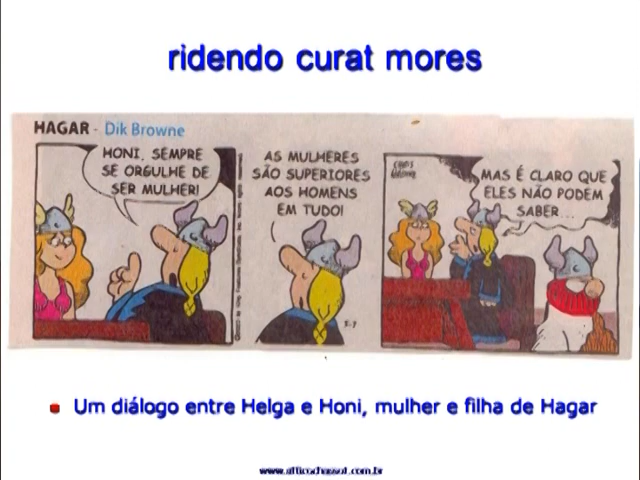 ridendo curat mores
HAGAR - Dik Browne
HONI, SEMPRE
SE ORGULHE DE
SER MULHER!
AS MULHERES
SÃO SUPERIORES
AOS HOMENS
EM TUDO!
MAS É CLARO QUE
ELES NÃO PODEM
SABER...
Um diálogo entre Helga e Honi, mulher e filha de Hagar